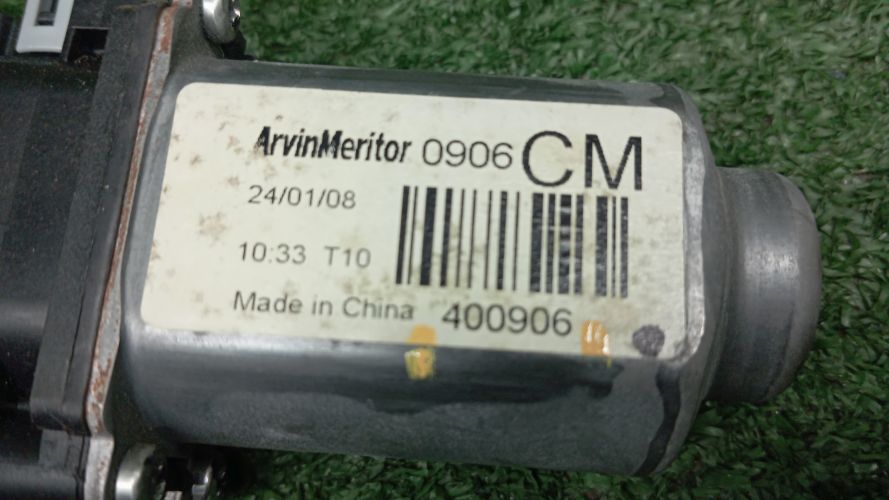 ArvinMeritor 0906 CM
24/01/08
10:33 T10
Made in China 400906